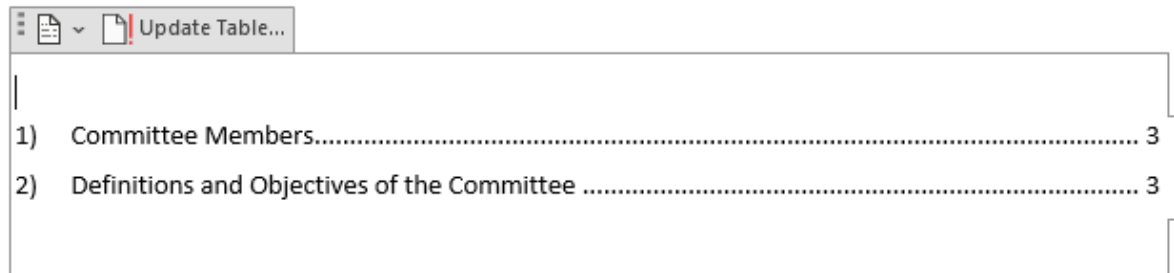 Update Table...
1) Committee Members........................................................................................................................ 3
2) Definitions and Objectives of the Committee ................................................................................ 3